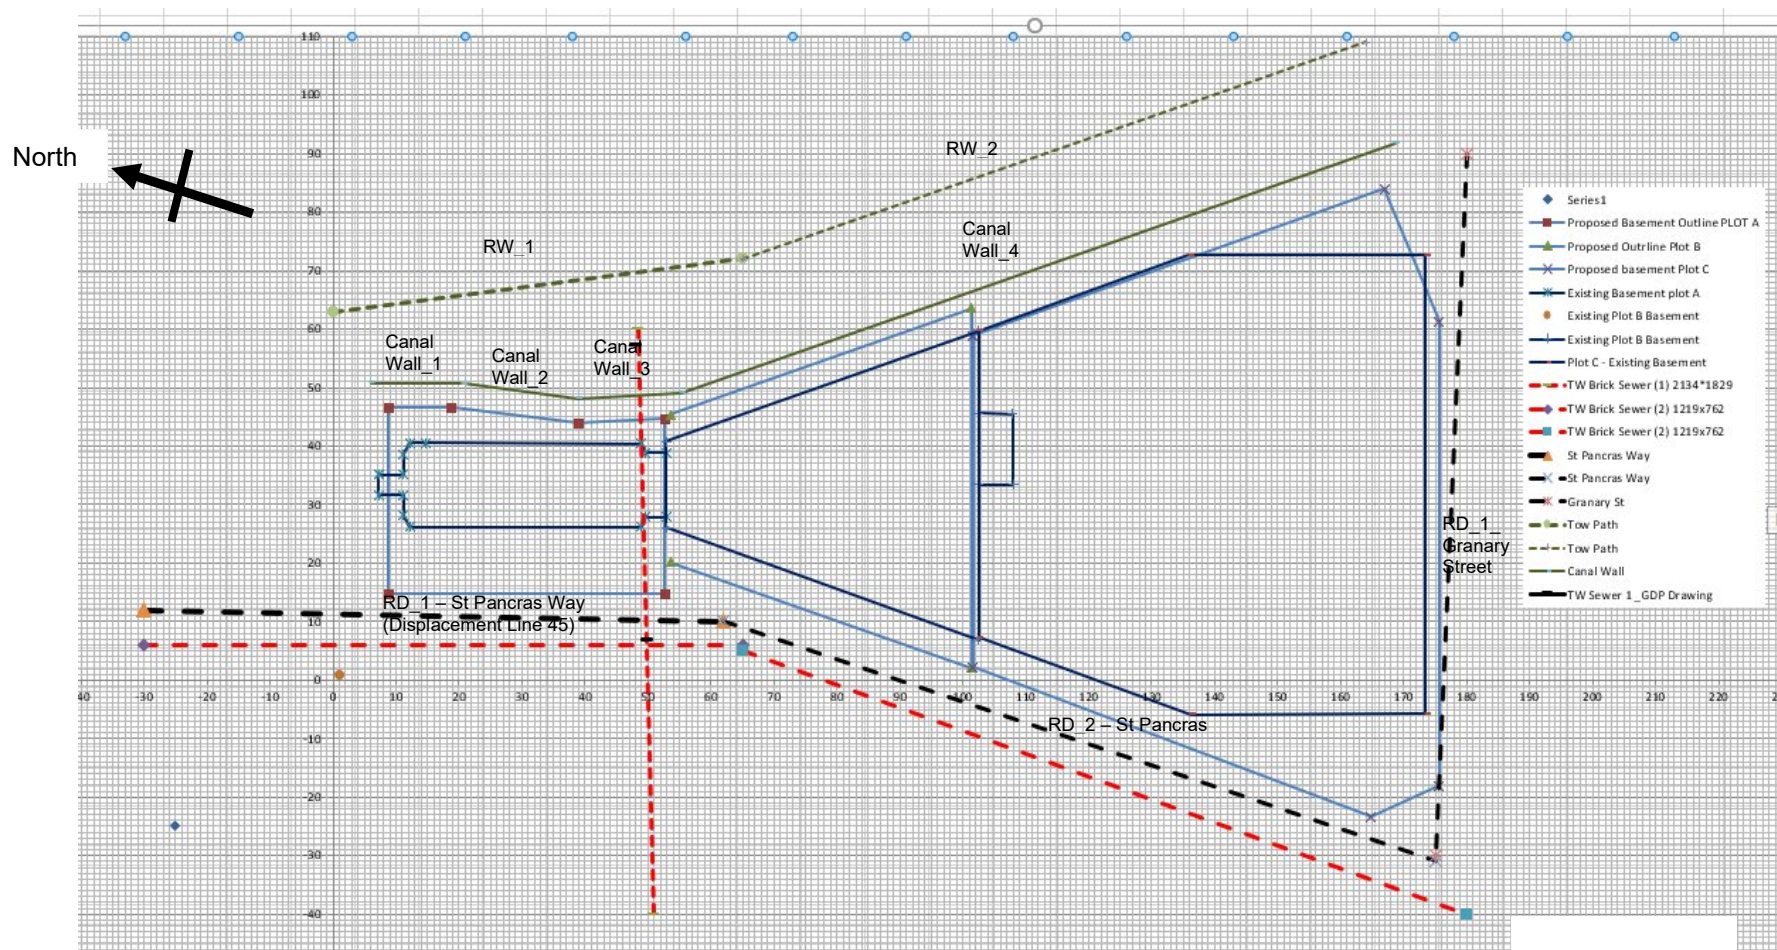 110
100
North
90
RW_2
80
Series1
Proposed Basement Outline PLOT A
RW_1
Canal
Wall_4
Proposed Outrline Plot B
70
Proposed basement Plot C
Existing Basement plot A
Existing Plot B Basement
60
Canal
Wall_1
Canal
Wall_2
Canal
Wall_3
Existing Plot B Basement
Plot C - Existing Basement
50
TW Brick Sewer (1) 2134*1829
TW Brick Sewer (2) 1219x762
TW Brick Sewer (2) 1219x762
40
St Pancras Way
St Pancras Way
30
Granary St
RD_1_
Granary
Street
Tow Path
Tow Path
20
Canal Wall
TW Sewer 1_GDP Drawing
RD_1 – St Pancras Way
(Displacement Line 45)
10
0
40 30 -20 -10 0 10 20 30 40 50 60 70 80 90 100 110 120 130 140 150 160 170 180 190 200 210 220 2
RD_2 – St Pancras
-10
-20
-30
-40